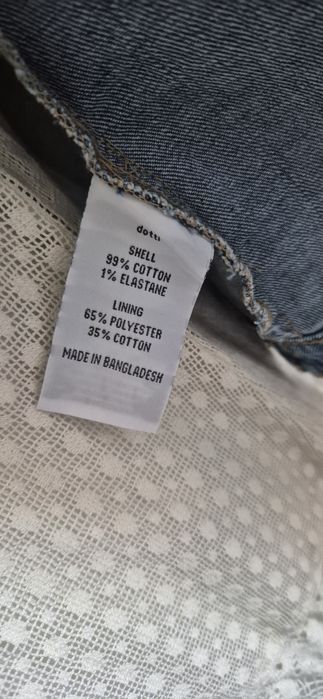 dotti
SHELL
99% COTTON
1% ELASTANE
LINING
65% POLYESTER
35% COTTON
MADE IN BANGLADESH